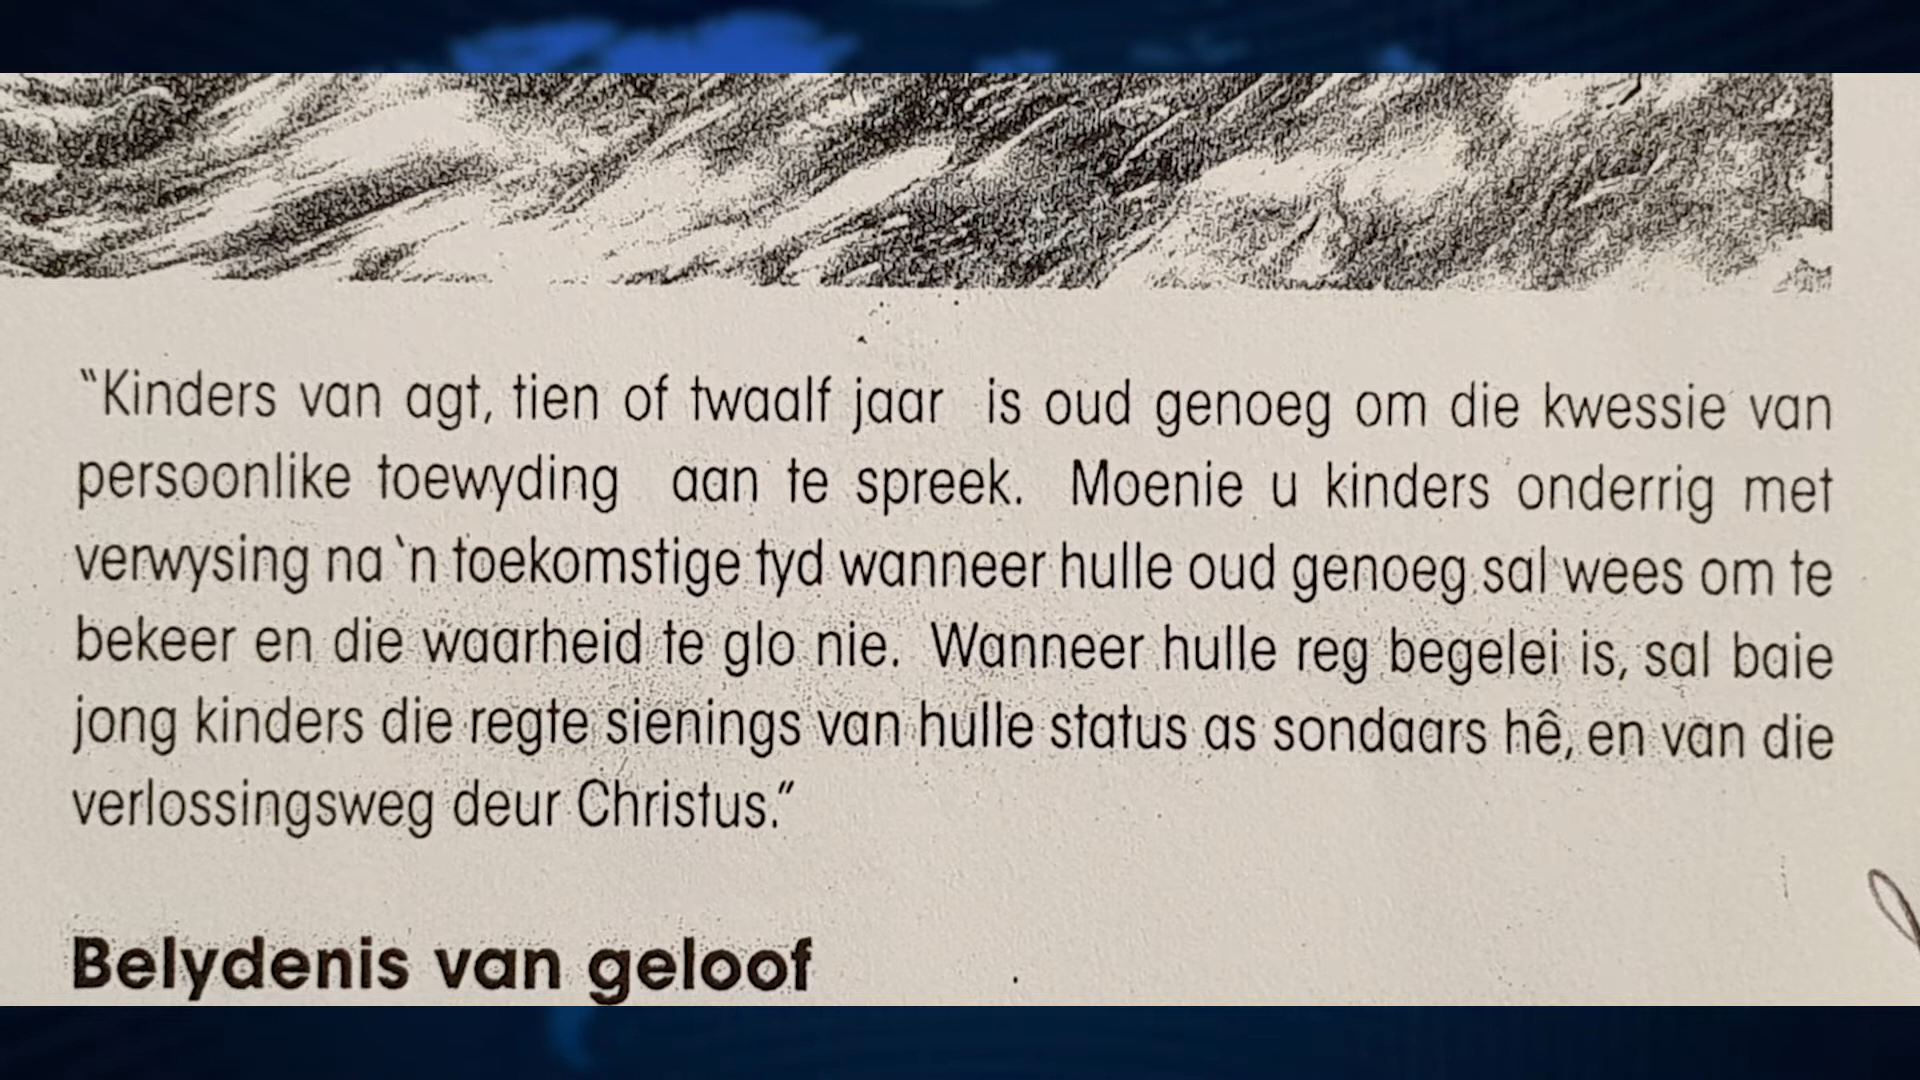 “Kinders van agt, tien of twaalf jaar is oud genoeg om die kwessie van
persoonlike toewyding aan te spreek. Moenie u kinders onderrig met
verwysing na `n toekomstige tyd wanneer hulle oud genoeg sal wees om te
bekeer en die waarheid te glo nie. Wanneer hulle reg begelei is, sal baie
jong kinders die regte sienings van hulle status as sondaars hê, en van die
verlossingsweg deur Christus.”
Belydenis van geloof